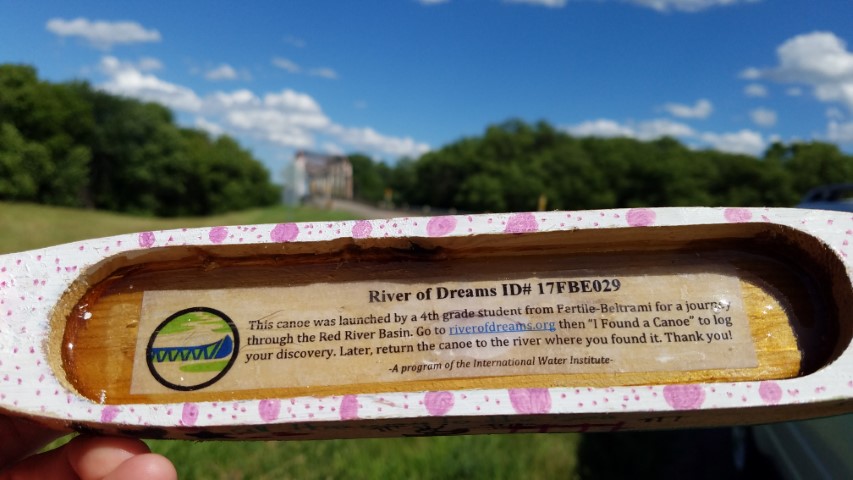 River of Dreams ID# 17FBE029
This canoe was launched by a 4th grade student from Fertile-Beltrami for a journey
through the Red River Basin. Go to riverofdreams.org then "I Found a Canoe" to log
your discovery. Later, return the canoe to the river where you found it. Thank you!
-A program of the International Water Institute-